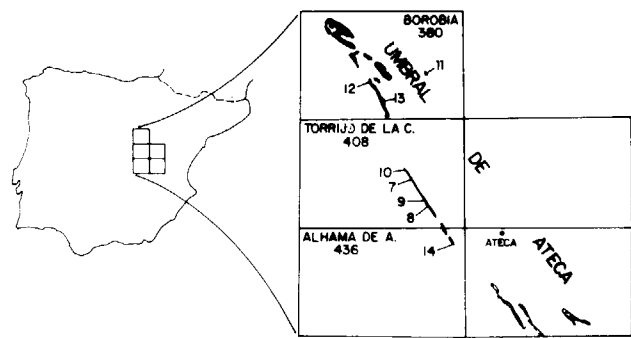 BOROBIA
380
UMBRAL
11
12
13
TORRIJO DE LA C.
408
DE
10
7
9
8
ALHAMA DE A.
436
14
ATECA
ATECA